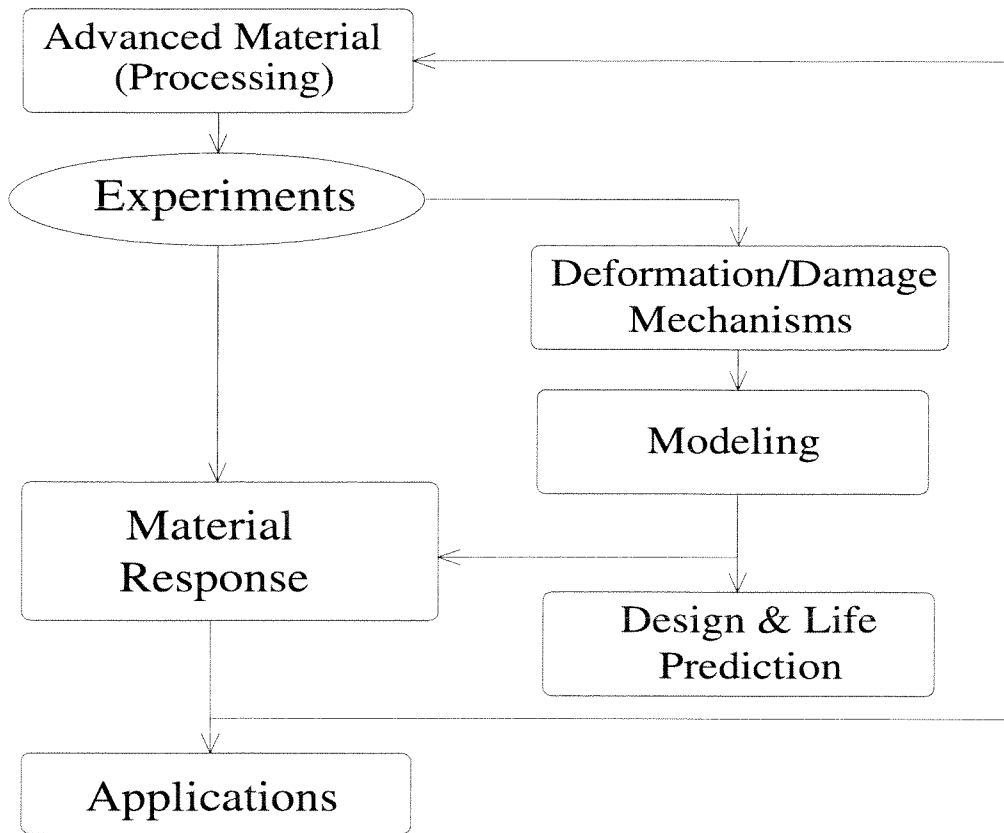 Advanced Material
(Processing)
Experiments
Deformation/Damage
Mechanisms
Modeling
Material
Response
Design & Life
Prediction
Applications